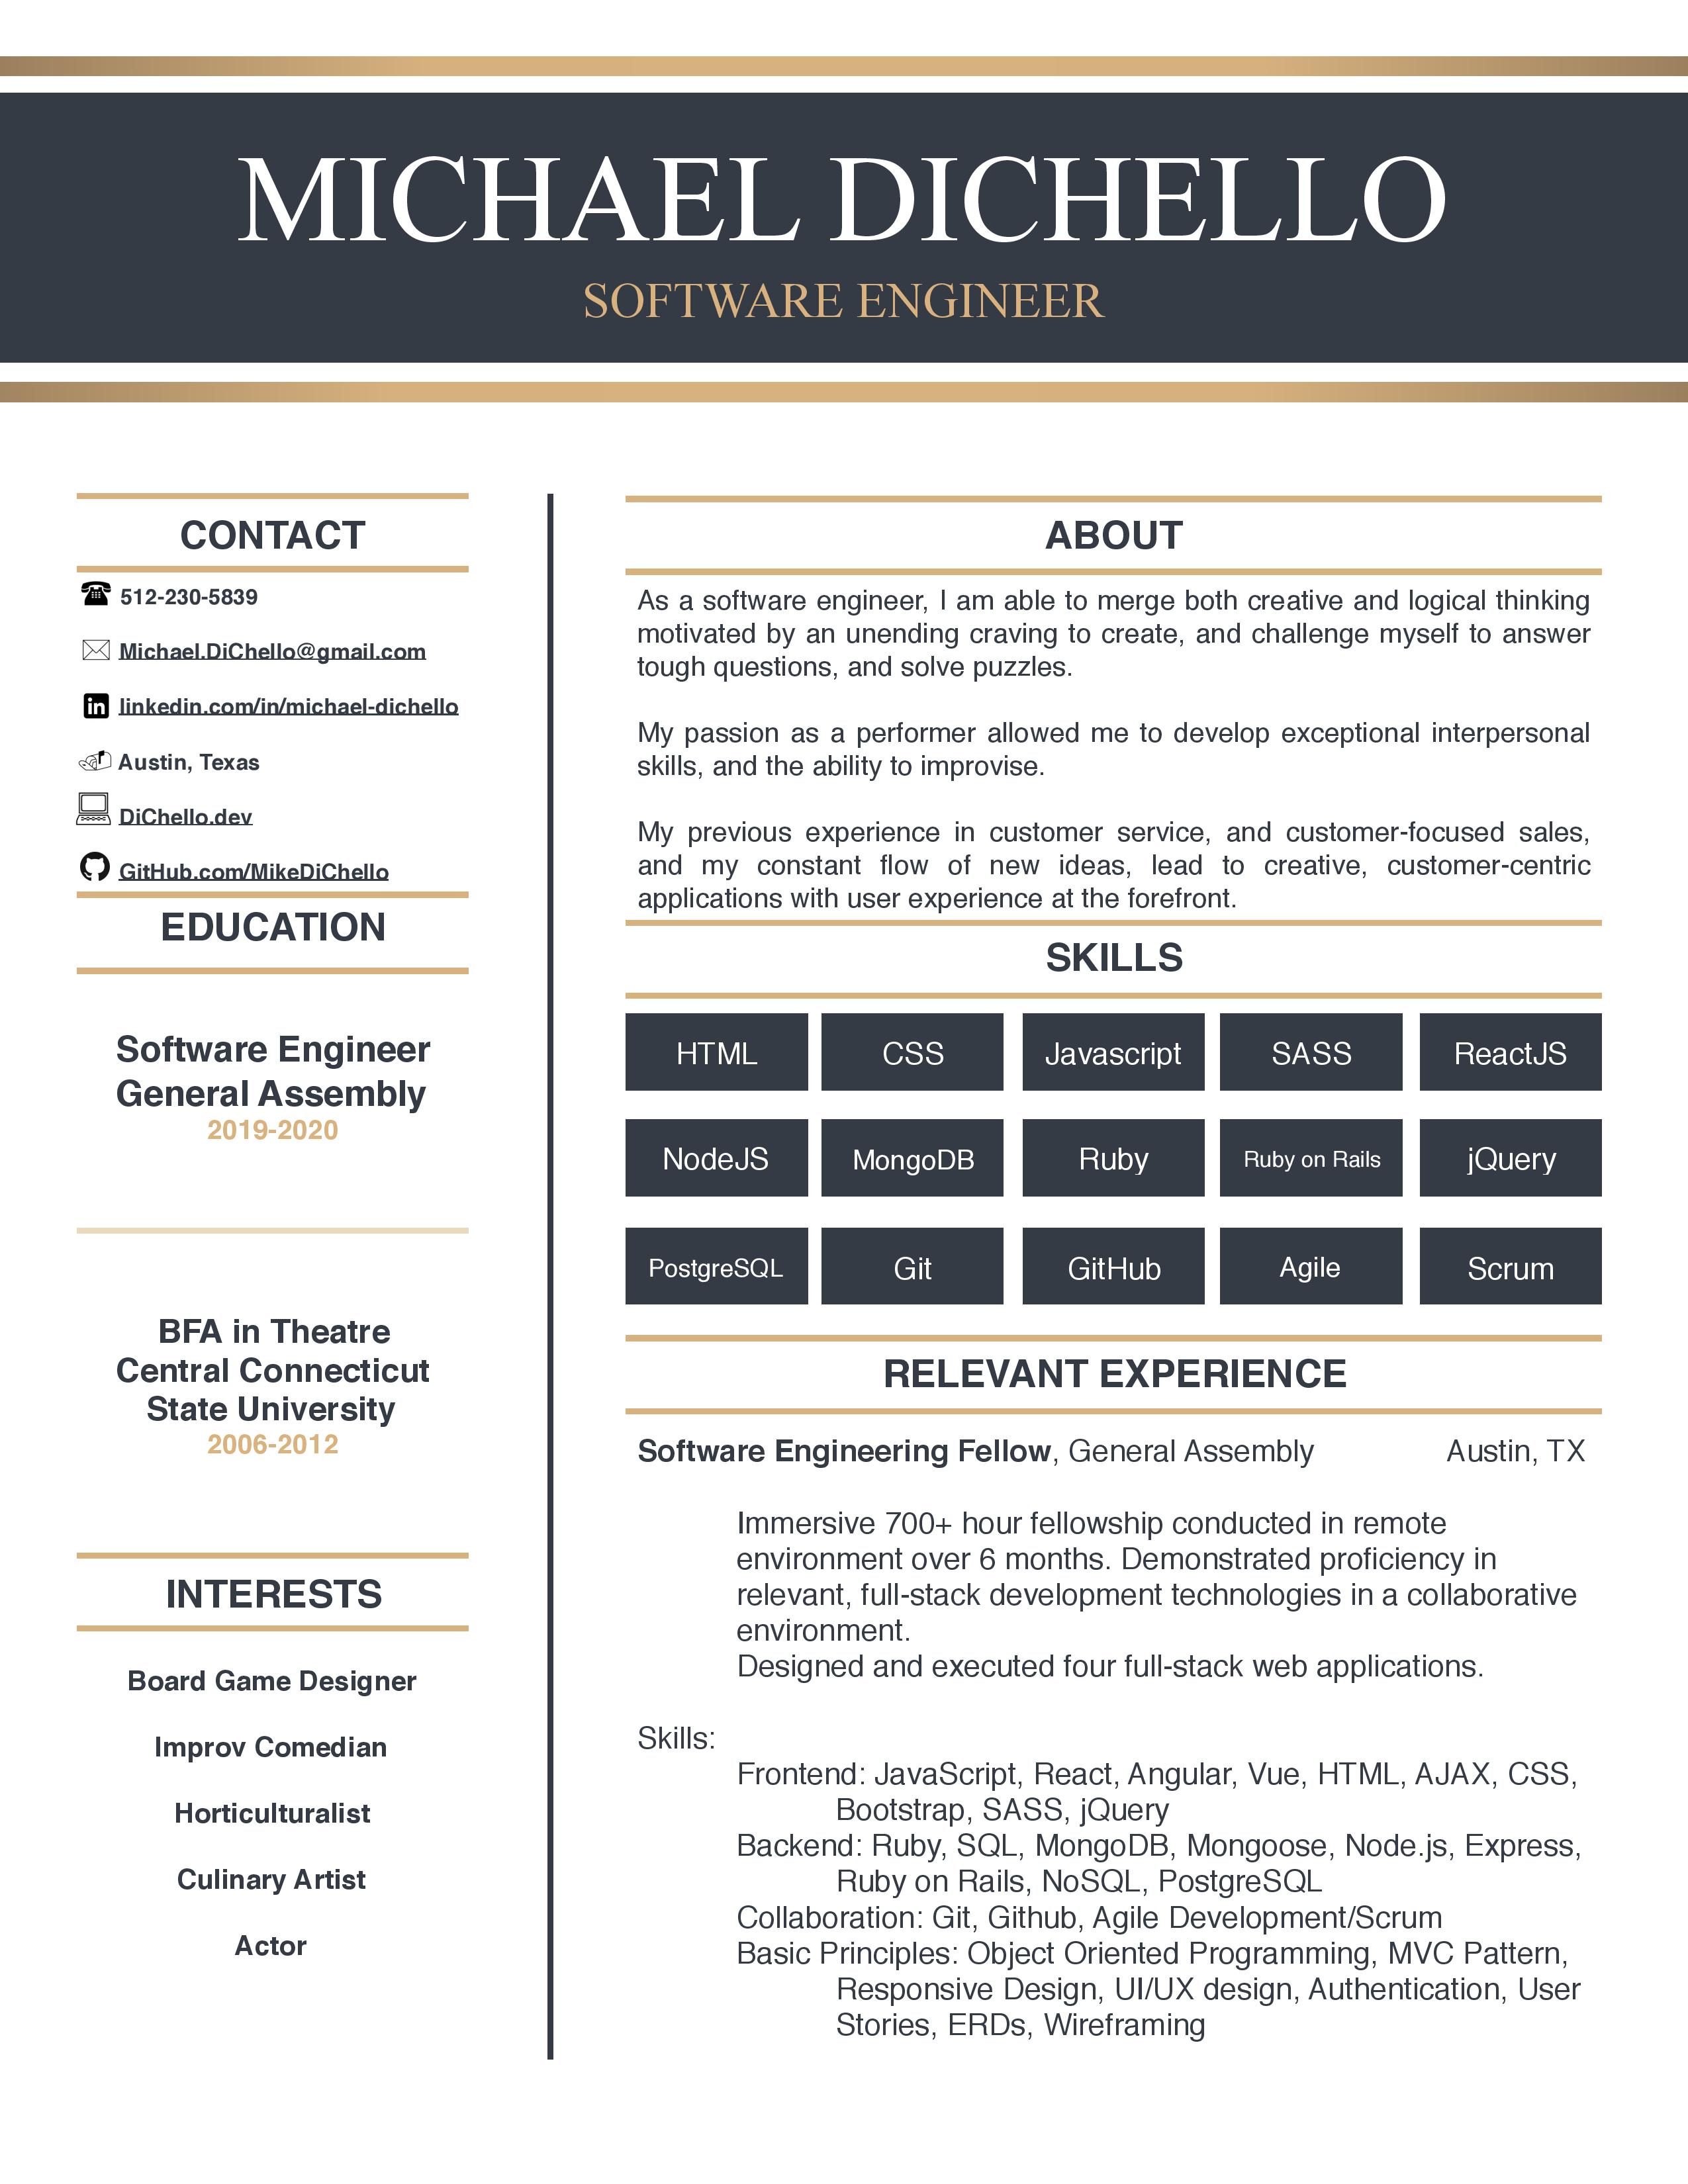 MICHAEL DICHELLO
SOFTWARE ENGINEER
CONTACT
512-230-5839
Michael.DiChello@gmail.com
linkedin.com/in/michael-dichello
Austin, Texas
DiChello.dev
GitHub.com/MikeDiChello
EDUCATION
Software Engineer
General Assembly
2019-2020
BFA in Theatre
Central Connecticut
State University
2006-2012
INTERESTS
Board Game Designer
Improv Comedian
Horticulturalist
Culinary Artist
Actor
ABOUT
As a software engineer, I am able to merge both creative and logical thinking
motivated by an unending craving to create, and challenge myself to answer
tough questions, and solve puzzles.
My passion as a performer allowed me to develop exceptional interpersonal
skills, and the ability to improvise.
My previous experience in customer service, and customer-focused sales,
and my constant flow of new ideas, lead to creative, customer-centric
applications with user experience at the forefront.
SKILLS
HTML CSS Javascript SASS ReactJS
NodeJS MongoDB Ruby Ruby on Rails jQuery
PostgreSQL Git GitHub Agile Scrum
RELEVANT EXPERIENCE
Software Engineering Fellow, General Assembly Austin, TX
Immersive 700+ hour fellowship conducted in remote
environment over 6 months. Demonstrated proficiency in
relevant, full-stack development technologies in a collaborative
environment.
Designed and executed four full-stack web applications.
Skills:
Frontend: JavaScript, React, Angular, Vue, HTML, AJAX, CSS,
Bootstrap, SASS, jQuery
Backend: Ruby, SQL, MongoDB, Mongoose, Node.js, Express,
Ruby on Rails, NoSQL, PostgreSQL
Collaboration: Git, Github, Agile Development/Scrum
Basic Principles: Object Oriented Programming, MVC Pattern,
Responsive Design, UI/UX design, Authentication, User
Stories, ERDs, Wireframing